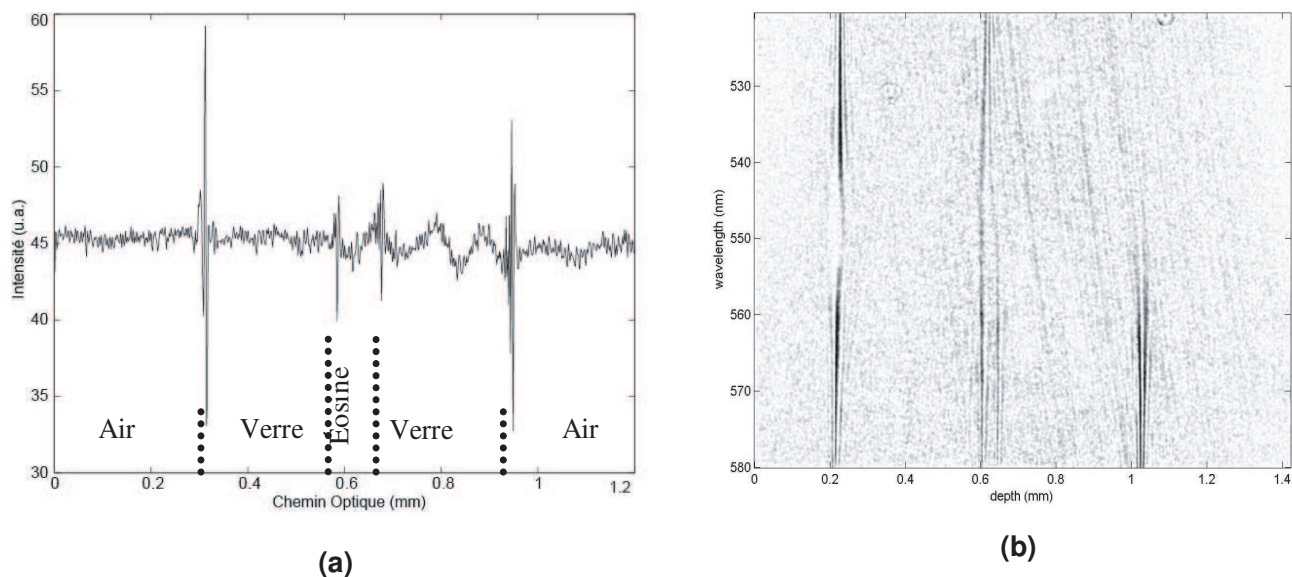 60
55
50
45
40
35
30
Intensité (u.a.)
Air
Verre
Eosine
Verre
Air
0 0.2 0.4 0.6 0.8 1 1.2
Chemin Optique (mm)
(a)
530
540
550
560
570
580
wavelength (nm)
0 0.2 0.4 0.6 0.8 1 1.2 1.4
depth (mm)
(b)